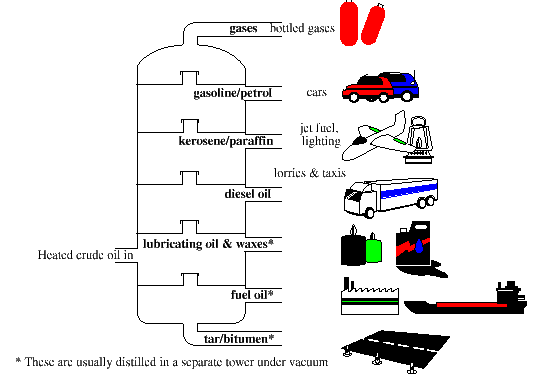 gases bottled gases
gasoline/petrol cars
jet fuel,
kerosene/paraffin lighting
lorries & taxis
diesel oil
lubricating oil & waxes*
Heated crude oil in
fuel oil*
tar/bitumen*
* These are usually distilled in a separate tower under vacuum